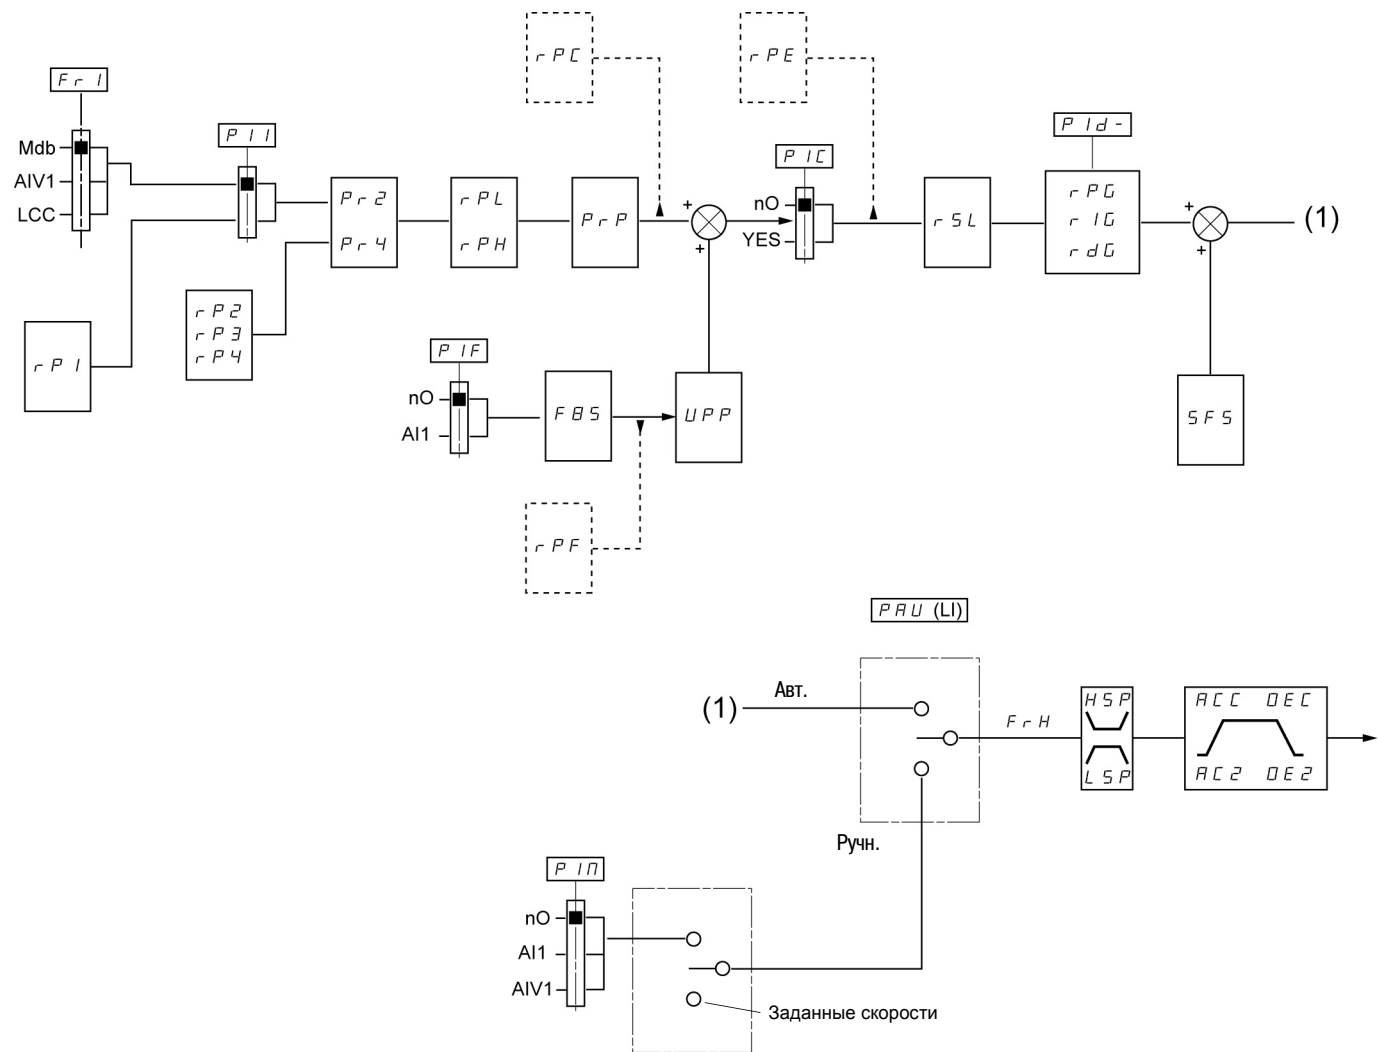 rPC
rPE
Fr1
Mdb
AIV1
LCC
PII
Pr2
Pr4
rPL
rPH
PrP
+
+
PIC
nO
YES
rSL
PId-
rPG
rIG
rdG
+
+
(1)
rP1
rP2
rP3
rP4
PIF
nO
AI1
FBS
UPP
SFS
rPF
PAU (LI)
(1)
Авт.
FrH
HSP
LSP
ACC DEC
AC2 DE2
Ручн.
PIM
nO
AI1
AIV1
Заданные скорости